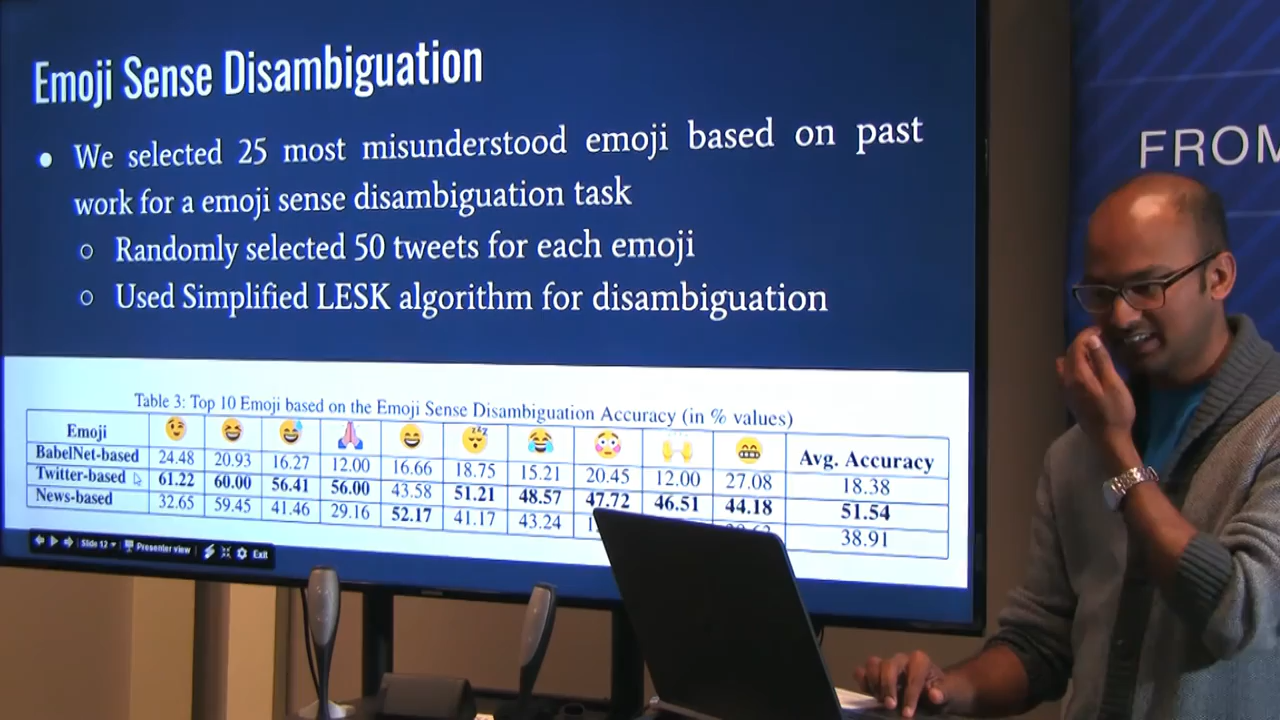 Emoji Sense Disambiguation
• We selected 25 most misunderstood emoji based on past
work for a emoji sense disambiguation task
○ Randomly selected 50 tweets for each emoji
○ Used Simplified LESK algorithm for disambiguation
FROM
Table 3: Top 10 Emoji based on the Emoji Sense Disambiguation Accuracy (in % values)
Emoji 😉 😆 😅 🙏 😄 😴 😂 😳 🙌 😁 Avg. Accuracy
BabelNet-based 24.48 20.93 16.27 12.00 16.66 18.75 15.21 20.45 12.00 27.08 18.38
Twitter-based 61.22 60.00 56.41 56.00 43.58 51.21 48.57 47.72 46.51 44.18 51.54
News-based 32.65 59.45 41.46 29.16 52.17 41.17 43.24 38.91
Slide 12 Presenter view Exit